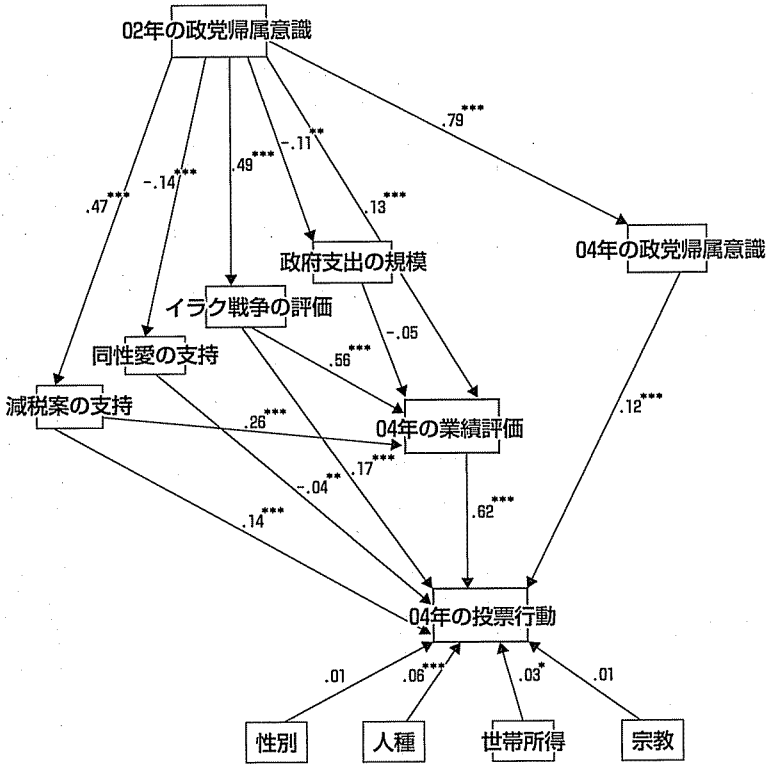 02年の政党帰属意識
.79***
-.11**
.49***
-.14***
.47***
.13***
04年の政党帰属意識
政府支出の規模
イラク戦争の評価
-.05
同性愛の支持
.56***
減税案の支持
.26***
04年の業績評価
.12***
.17***
-.04**
.14***
.62***
04年の投票行動
.01
.06***
.03*
.01
性別
人種
世帯所得
宗教